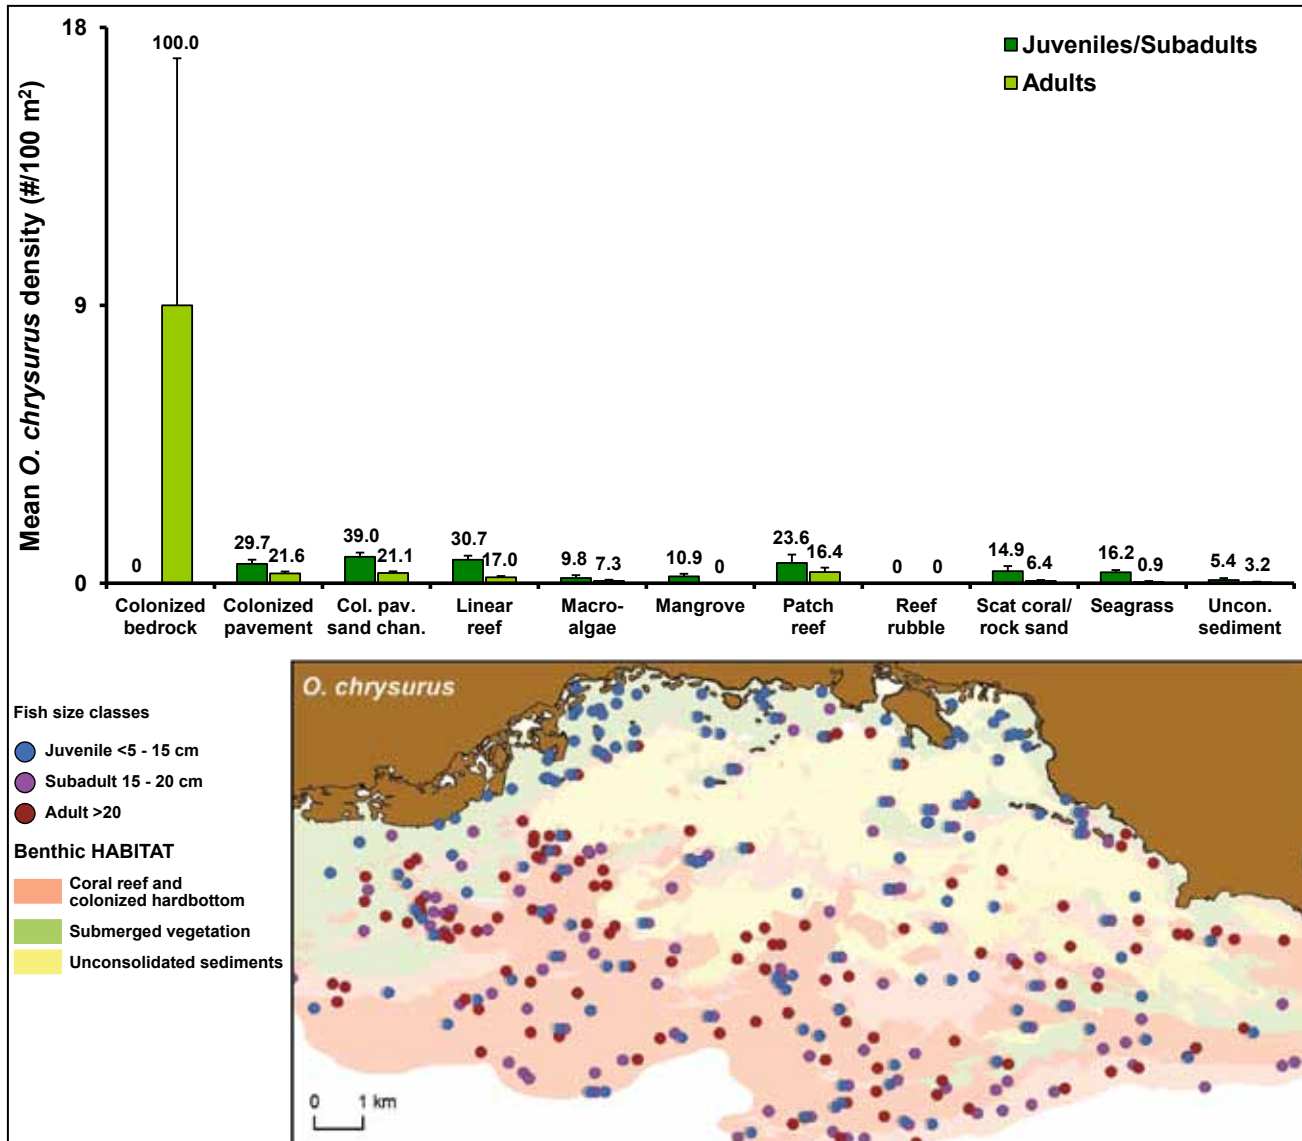 18
100.0
Juveniles/Subadults
Adults
Mean O. chrysurus density (#/100 m²)
9
0
0
29.7
21.6
39.0
21.1
30.7
17.0
9.8
7.3
10.9
0
23.6
16.4
0
0
14.9
6.4
16.2
0.9
5.4
3.2
Colonized
bedrock
Colonized
pavement
Col. pav.
sand chan.
Linear
reef
Macro-
algae
Mangrove
Patch
reef
Reef
rubble
Scat coral/
rock sand
Seagrass
Uncon.
sediment
O. chrysurus
Fish size classes
Juvenile <5 - 15 cm
Subadult 15 - 20 cm
Adult >20
Benthic HABITAT
Coral reef and
colonized hardbottom
Submerged vegetation
Unconsolidated sediments
0 1 km